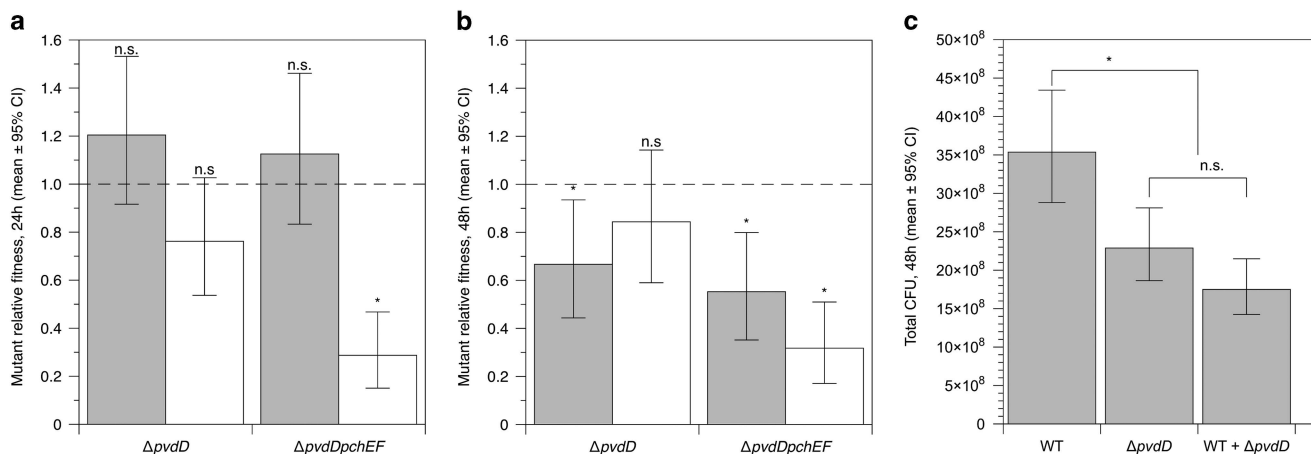 a
Mutant relative fitness, 24h (mean ± 95% CI)
1.6
1.4
1.2
1.0
0.8
0.6
0.4
0.2
0
n.s.
n.s
n.s.
*
ΔpvdD
ΔpvdDpchEF
b
Mutant relative fitness, 48h (mean ± 95% CI)
1.6
1.4
1.2
1.0
0.8
0.6
0.4
0.2
0
*
n.s
*
*
ΔpvdD
ΔpvdDpchEF
c
Total CFU, 48h (mean ± 95% CI)
50×10⁸
45×10⁸
40×10⁸
35×10⁸
30×10⁸
25×10⁸
20×10⁸
15×10⁸
10×10⁸
5×10⁸
0
*
n.s.
WT
ΔpvdD
WT + ΔpvdD